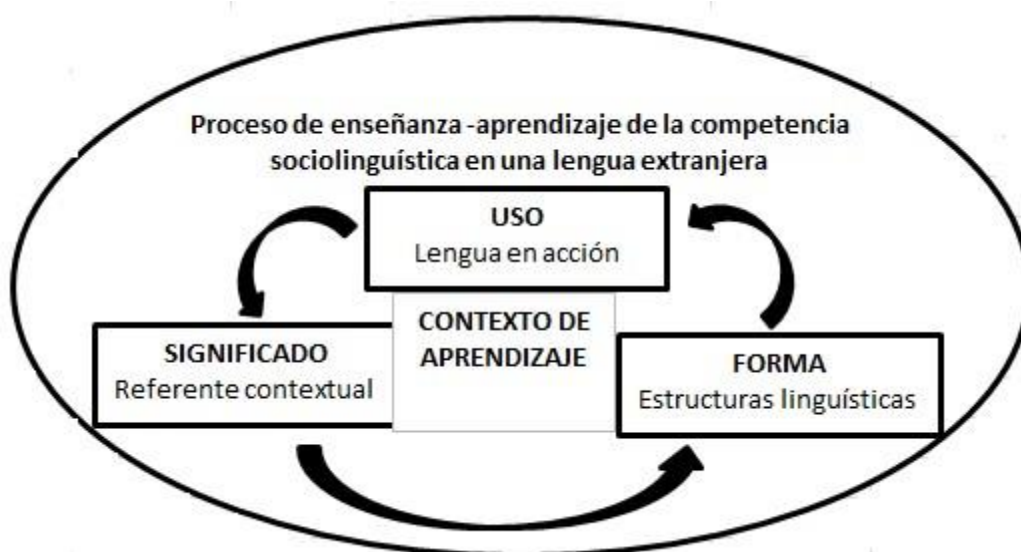 Proceso de enseñanza -aprendizaje de la competencia
sociolinguística en una lengua extranjera
USO
Lengua en acción
CONTEXTO DE
APRENDIZAJE
SIGNIFICADO
Referente contextual
FORMA
Estructuras linguísticas